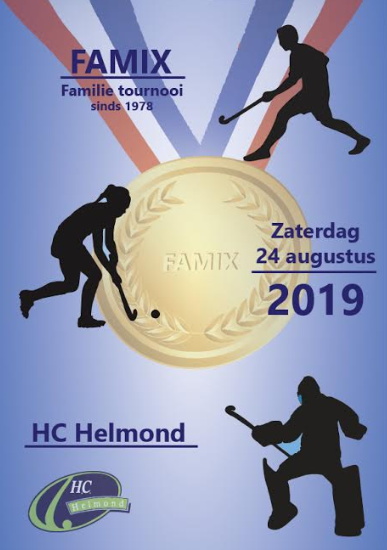 FAMIX
Familie tournooi
sinds 1978
Zaterdag
24 augustus
FAMIX
2019
HC Helmond
HC
Helmond